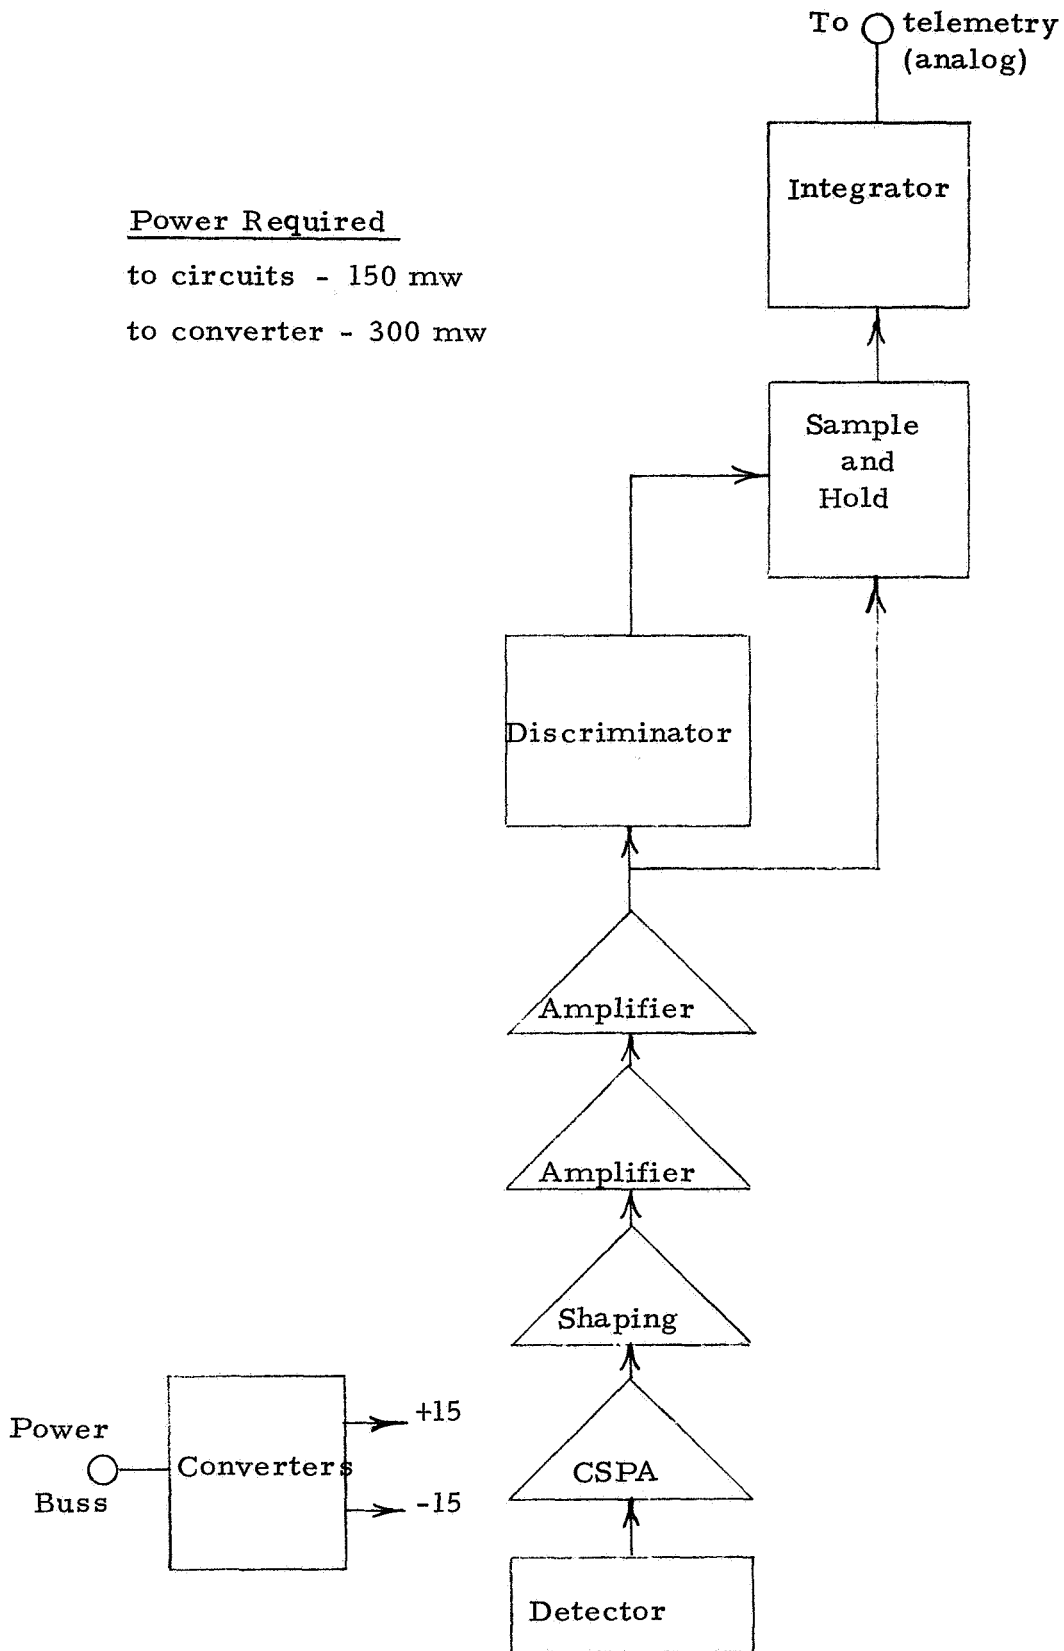 To telemetry
(analog)
Integrator
Power Required
to circuits - 150 mw
to converter - 300 mw
Sample
and
Hold
Discriminator
Amplifier
Amplifier
Shaping
CSPA
Detector
Power
Buss
Converters
+15
-15